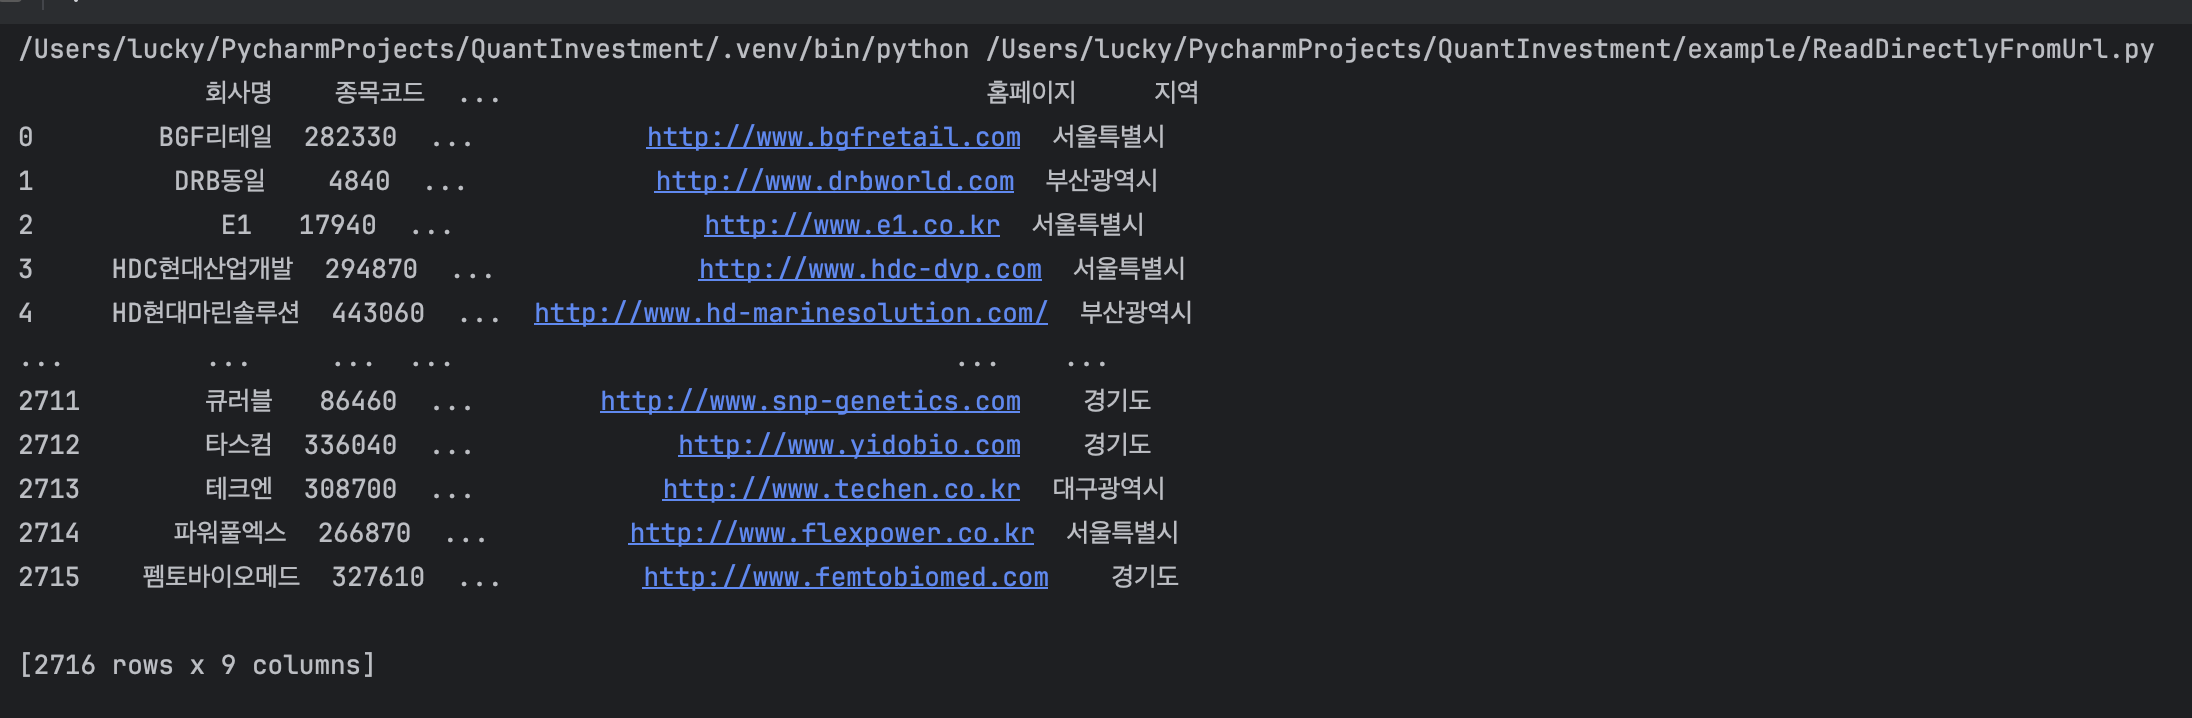 /Users/lucky/PycharmProjects/QuantInvestment/.venv/bin/python /Users/lucky/PycharmProjects/QuantInvestment/example/ReadDirectlyFromUrl.py
회사명 종목코드 ... 홈페이지 지역
0 BGF리테일 282330 ... http://www.bgfretail.com 서울특별시
1 DRB동일 4840 ... http://www.drbworld.com 부산광역시
2 E1 17940 ... http://www.e1.co.kr 서울특별시
3 HDC현대산업개발 294870 ... http://www.hdc-dvp.com 서울특별시
4 HD현대마린솔루션 443060 ... http://www.hd-marinesolution.com/ 부산광역시
... ... ... ... ... ...
2711 큐러블 86460 ... http://www.snp-genetics.com 경기도
2712 타스컴 336040 ... http://www.yidobio.com 경기도
2713 테크엔 308700 ... http://www.techen.co.kr 대구광역시
2714 파워풀엑스 266870 ... http://www.flexpower.co.kr 서울특별시
2715 펨토바이오메드 327610 ... http://www.femtobiomed.com 경기도
[2716 rows x 9 columns]